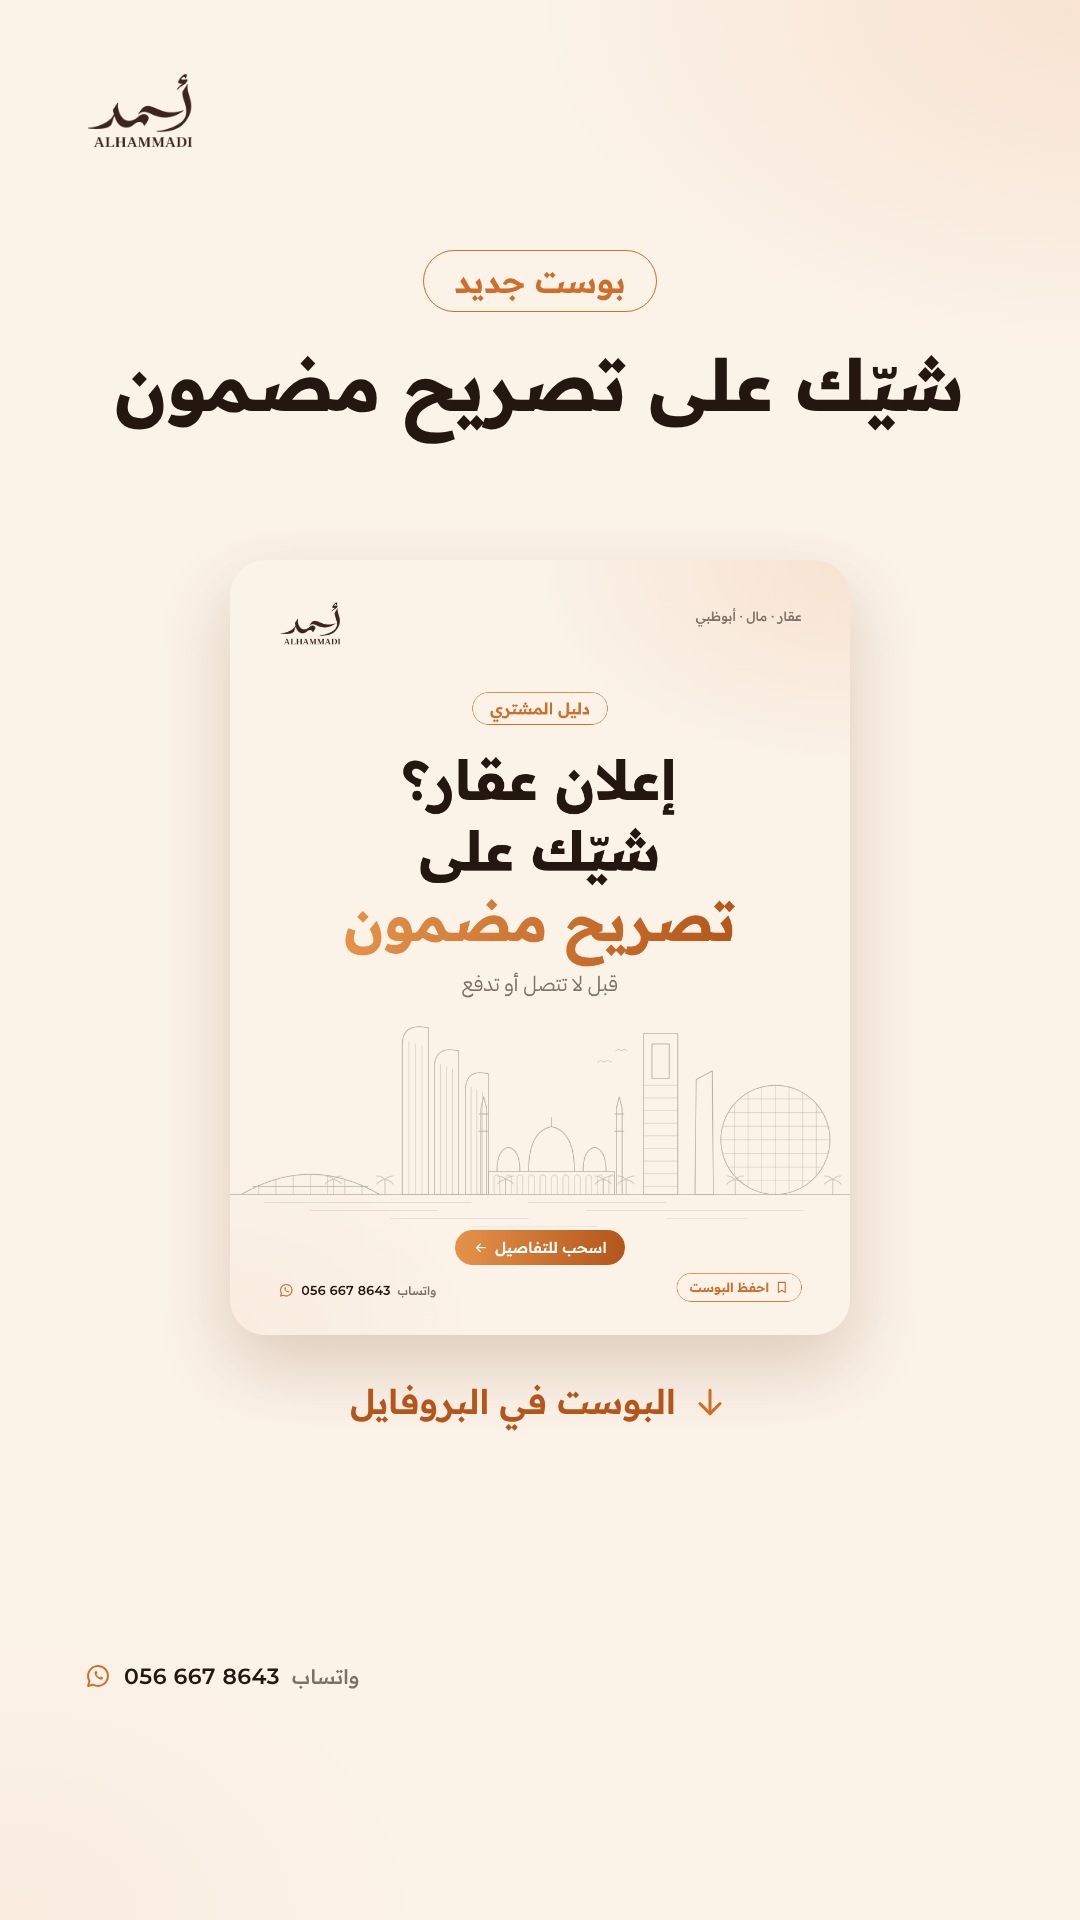 أحمد
ALHAMMADI
بوست جديد
شيّك على تصريح مضمون
أحمد
ALHAMMADI
عقار · مال · أبوظبي
دليل المشتري
إعلان عقار؟
شيّك على
تصريح مضمون
قبل لا تتصل أو تدفع
اسحب للتفاصيل ←
احفظ البوست
واتساب 056 667 8643
↓ البوست في البروفايل
واتساب 056 667 8643